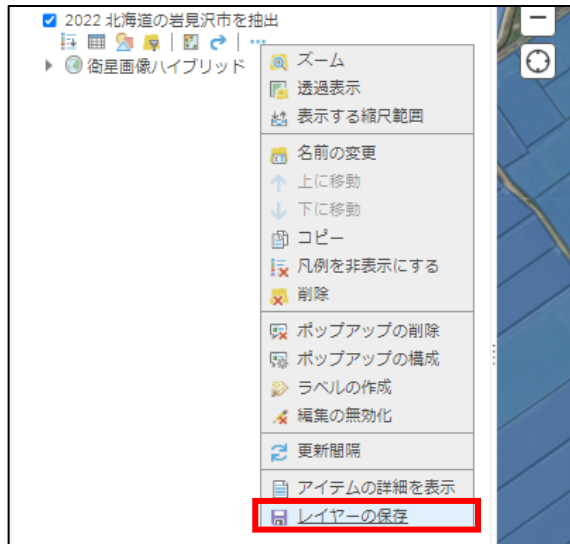 2022 北海道の岩見沢市を抽出
衛星画像ハイブリッド
ズーム
透過表示
表示する縮尺範囲
名前の変更
上に移動
下に移動
コピー
凡例を非表示にする
削除
ポップアップの削除
ポップアップの構成
ラベルの作成
編集の無効化
更新間隔
アイテムの詳細を表示
レイヤーの保存